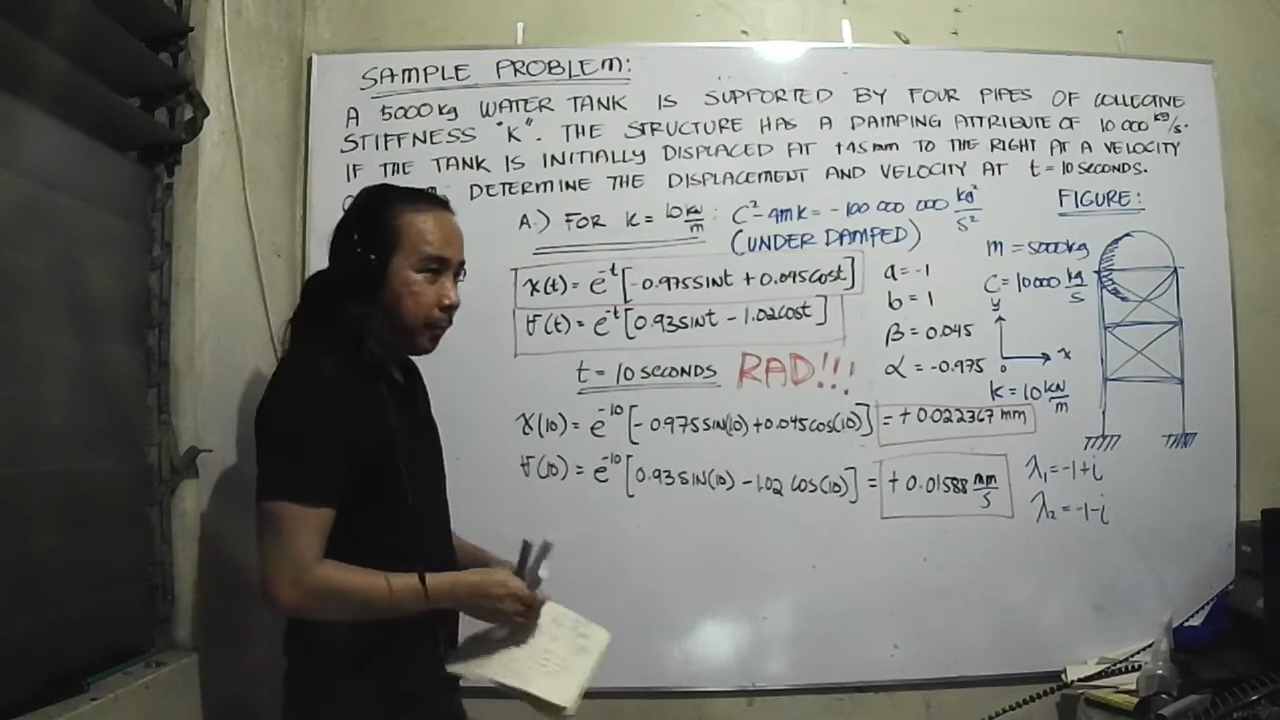 SAMPLE PROBLEM:
A 5000kg WATER TANK IS SUPPORTED BY FOUR PIPES OF COLLECTIVE
STIFFNESS "K". THE STRUCTURE HAS A DAMPING ATTRIBUTE OF 10 000 kg/s.
IF THE TANK IS INITIALLY DISPLACED AT +45mm TO THE RIGHT AT A VELOCITY
DETERMINE THE DISPLACEMENT AND VELOCITY AT t = 10 SECONDS.
A.) FOR K = 10 kN/m : C² - 4mk = -100 000 000 kg²/s²
(UNDER DAMPED)
x(t) = e^-t [-0.975sint + 0.045cost]
v(t) = e^-t [0.93sint - 1.02cost]
t = 10 SECONDS RAD!!!
x(10) = e^-10 [-0.975sin(10) + 0.045cos(10)] = +0.022367 mm
v(10) = e^-10 [0.93sin(10) - 1.02 cos(10)] = +0.01588 mm/s
a = -1
b = 1
β = 0.045
α = -0.975
FIGURE:
m = 5000kg
C = 10000 kg/s
y
x
0
k = 10 kN/m
λ₁ = -1+i
λ₂ = -1-i